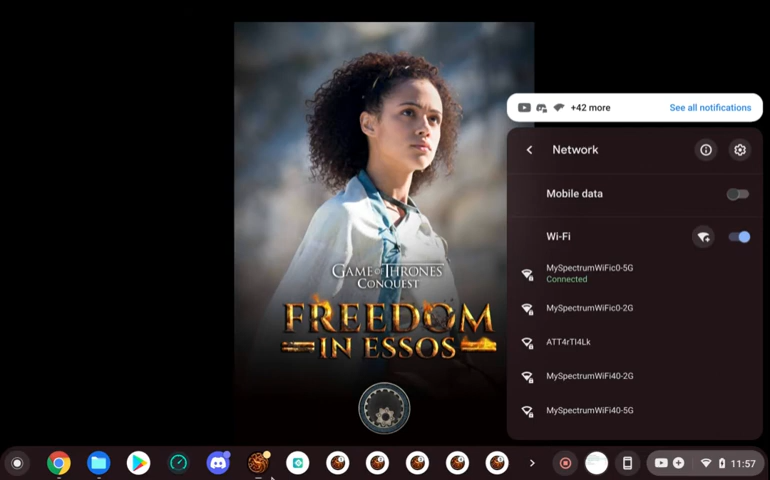 +42 more
See all notifications
Network
Mobile data
Wi-Fi
MySpectrumWiFic0-5G
Connected
MySpectrumWiFic0-2G
ATT4rTI4Lk
MySpectrumWiFi40-2G
MySpectrumWiFi40-5G
GAME OF THRONES
CONQUEST
FREEDOM
IN ESSOS
11:57